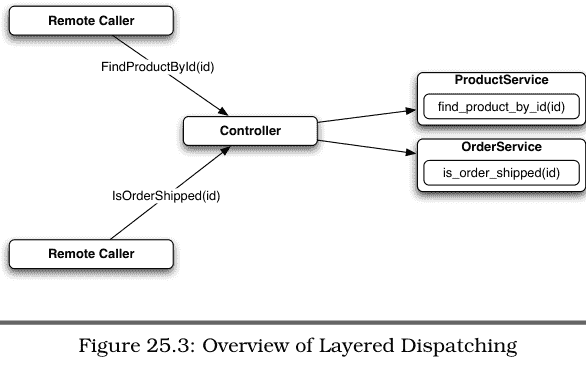 Remote Caller
FindProductById(id)
Controller
ProductService
find_product_by_id(id)
OrderService
is_order_shipped(id)
IsOrderShipped(id)
Remote Caller
Figure 25.3: Overview of Layered Dispatching